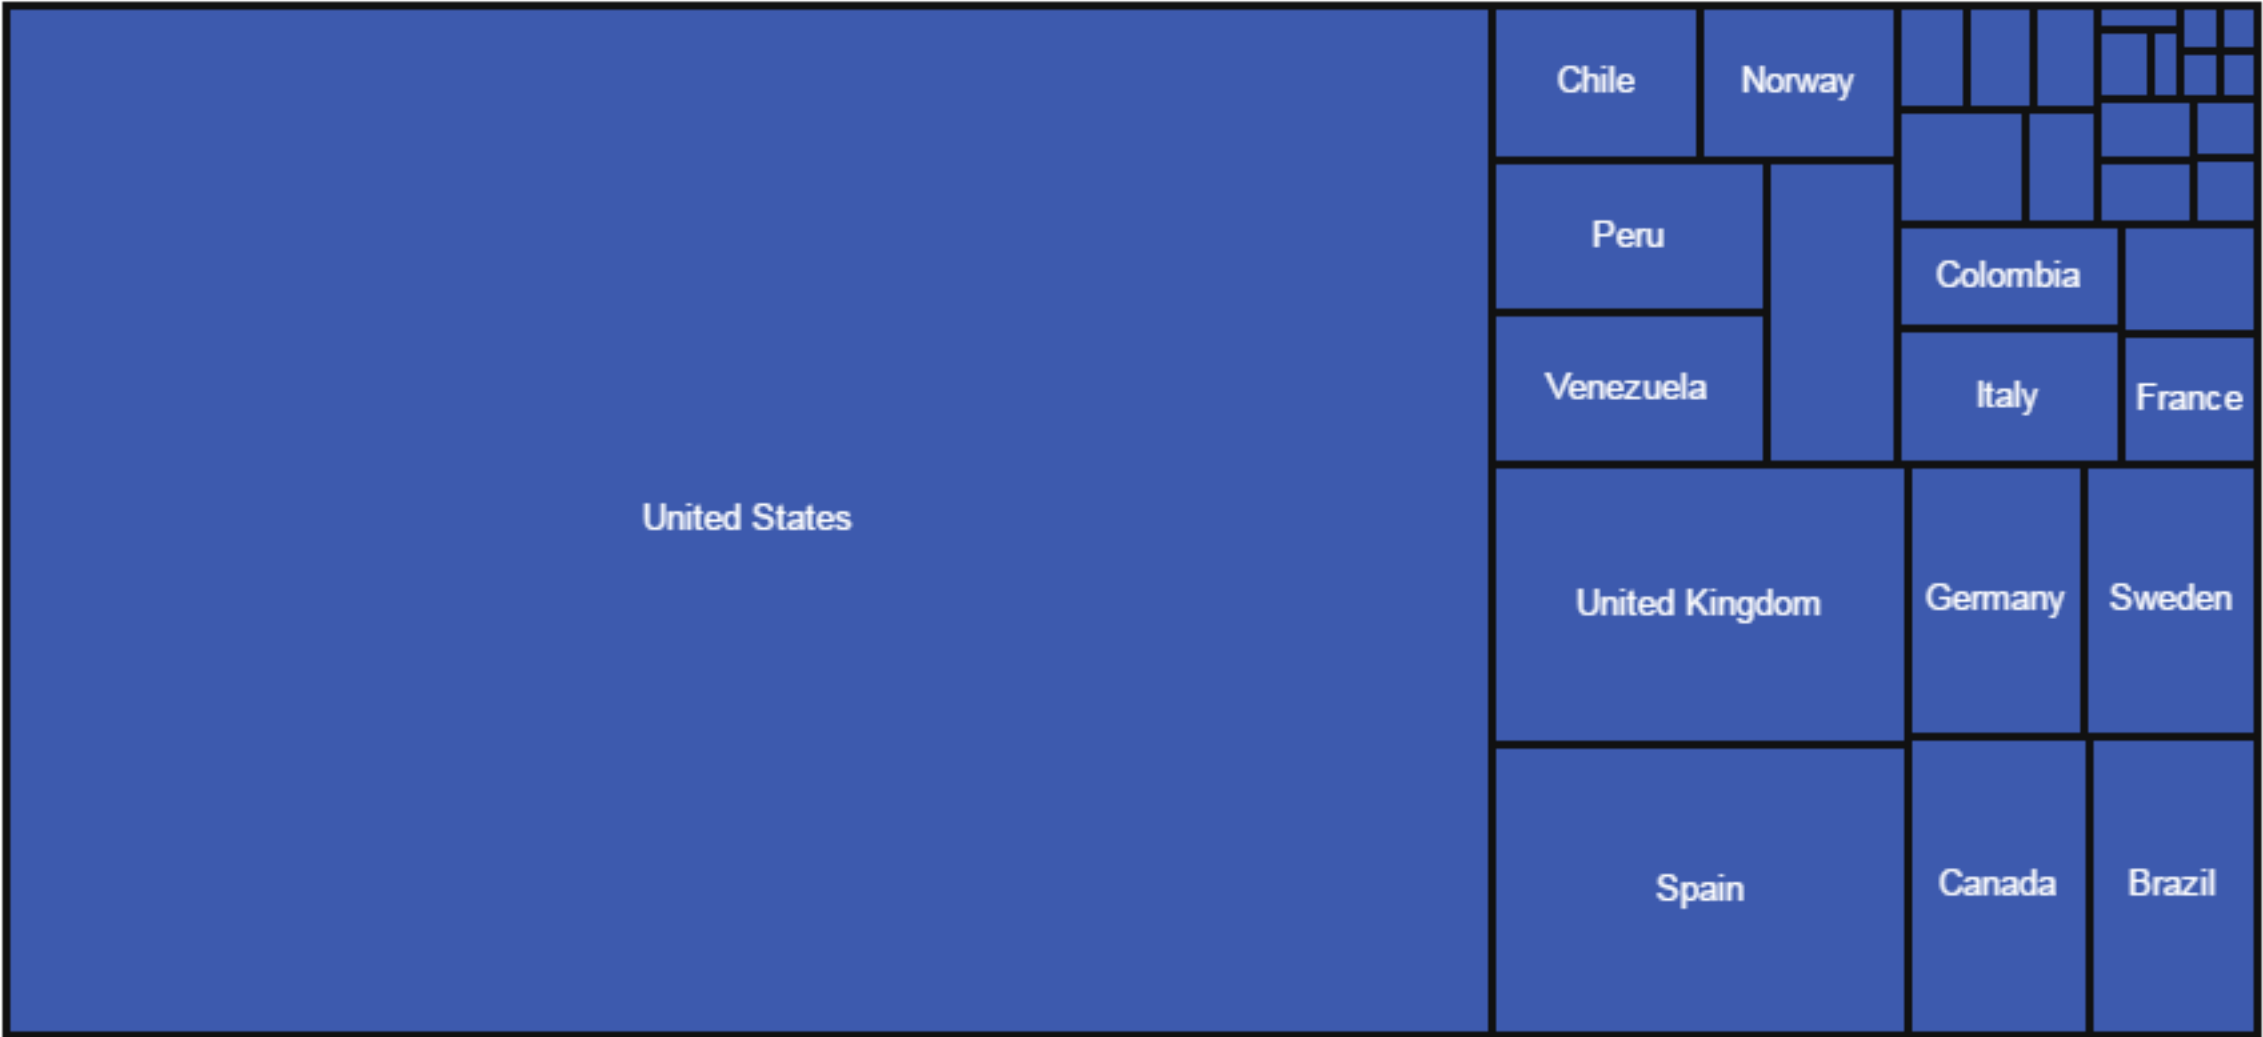 United States
Chile
Norway
Peru
Venezuela
Colombia
Italy
France
United Kingdom
Germany
Sweden
Spain
Canada
Brazil